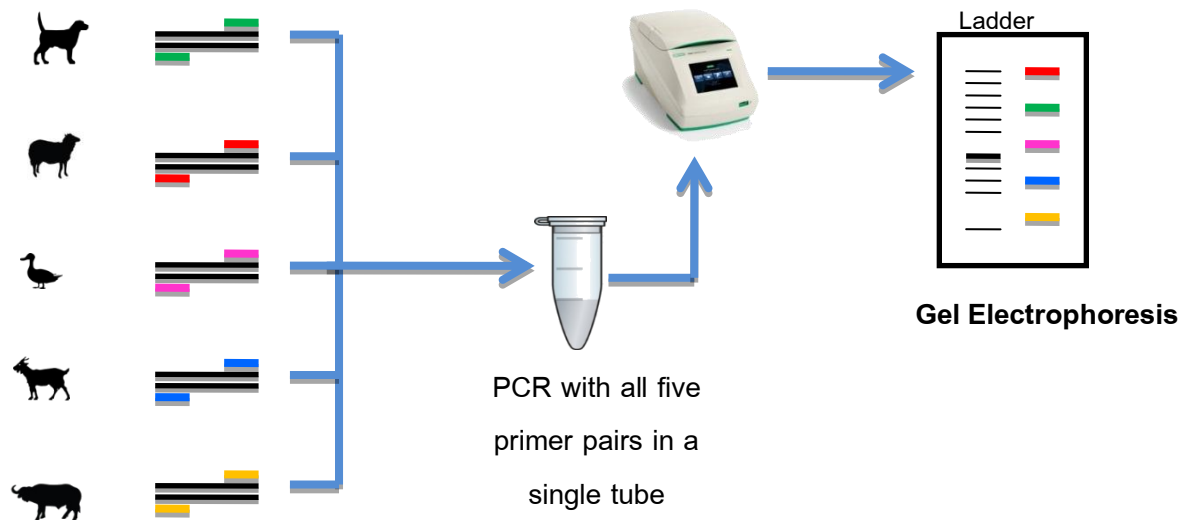 Ladder
Gel Electrophoresis
PCR with all five
primer pairs in a
single tube